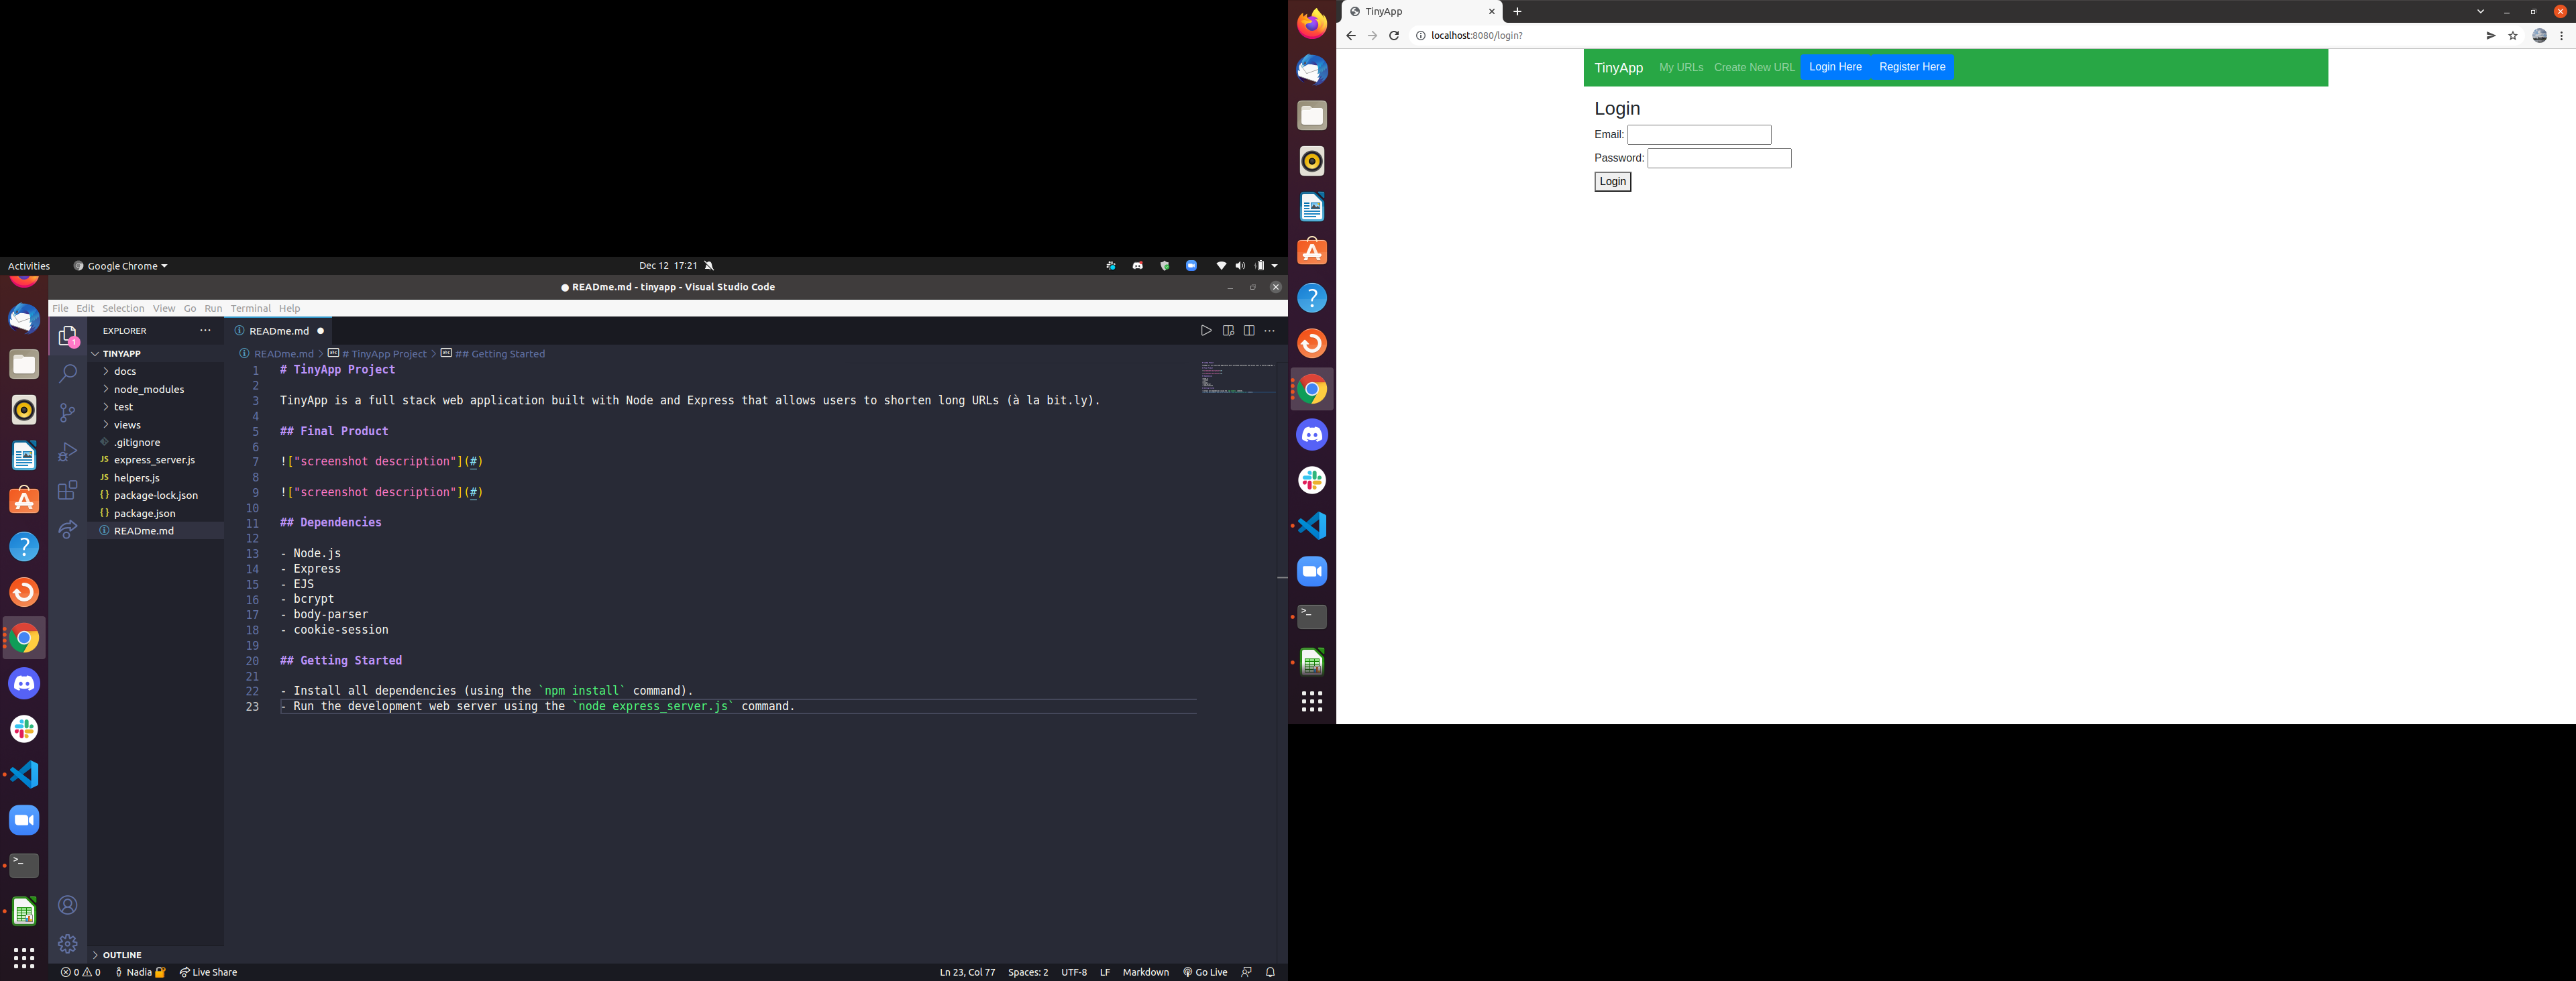 Activities
Google Chrome
Dec 12 17:21
READme.md - tinyapp - Visual Studio Code
File Edit Selection View Go Run Terminal Help
1
EXPLORER
READme.md
TINYAPP
docs
node_modules
test
views
.gitignore
JS express_server.js
JS helpers.js
{} package-lock.json
{} package.json
READme.md
OUTLINE
READme.md > # TinyApp Project > ## Getting Started
1 # TinyApp Project
2
3 TinyApp is a full stack web application built with Node and Express that allows users to shorten long URLs (à la bit.ly).
4
5 ## Final Product
6
7 !["screenshot description"](#)
8
9 !["screenshot description"](#)
10
11 ## Dependencies
12
13 - Node.js
14 - Express
15 - EJS
16 - bcrypt
17 - body-parser
18 - cookie-session
19
20 ## Getting Started
21
22 - Install all dependencies (using the `npm install` command).
23 - Run the development web server using the `node express_server.js` command.
0 0 Nadia Live Share
Ln 23, Col 77 Spaces: 2 UTF-8 LF Markdown Go Live
TinyApp
localhost:8080/login?
TinyApp My URLs Create New URL Login Here Register Here
Login
Email:
Password:
Login